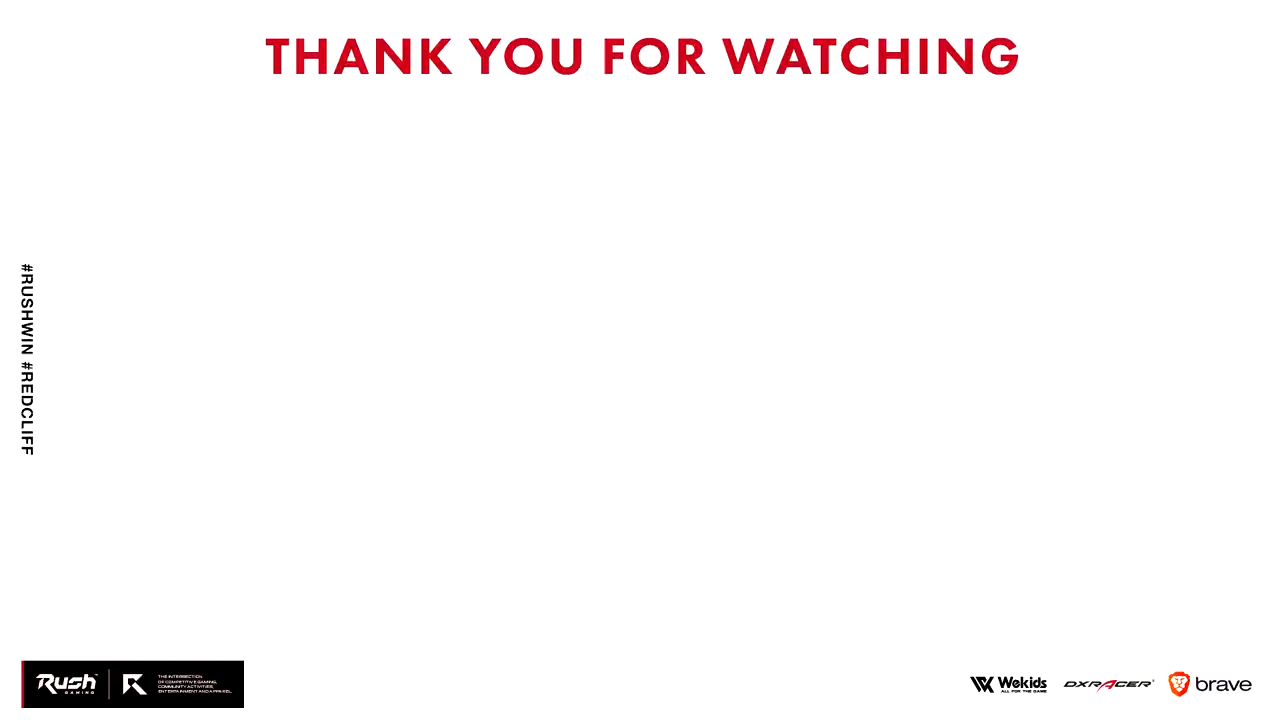 THANK YOU FOR WATCHING
#RUSHWIN #REDCLIFF
Rush
GAMING
THE INTERSECTION
OF COMPETITIVE GAMING,
COMMUNITY ACTIVITIES,
ENTERTAINMENT AND APPAREL.
Wekids
ALL FOR THE GAME
DXRACER
brave